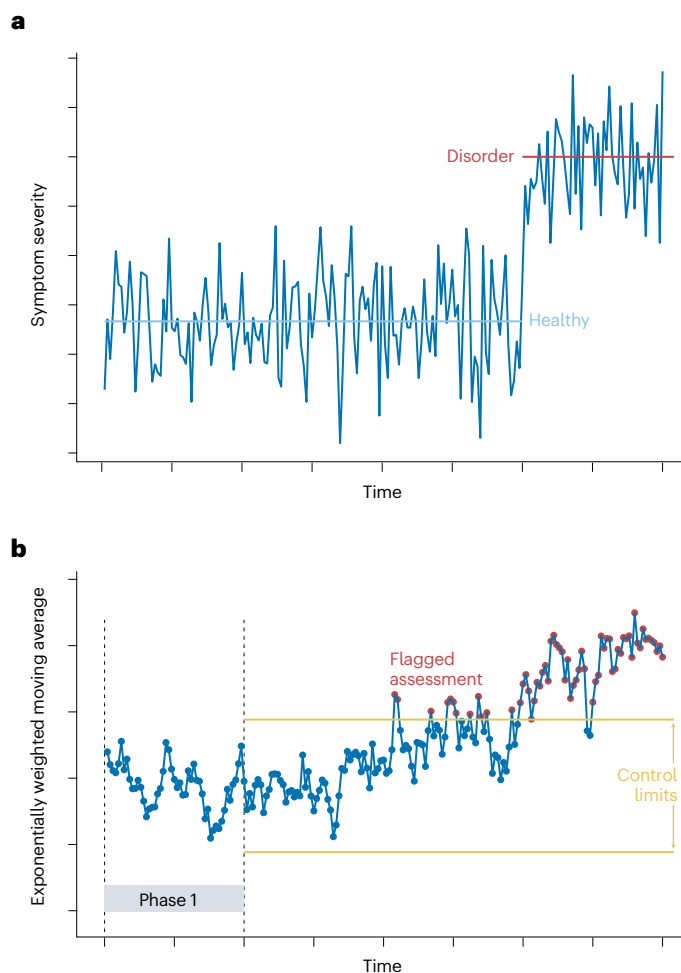 a
Symptom severity
Disorder
Healthy
Time
b
Exponentially weighted moving average
Flagged
assessment
Control
limits
Phase 1
Time